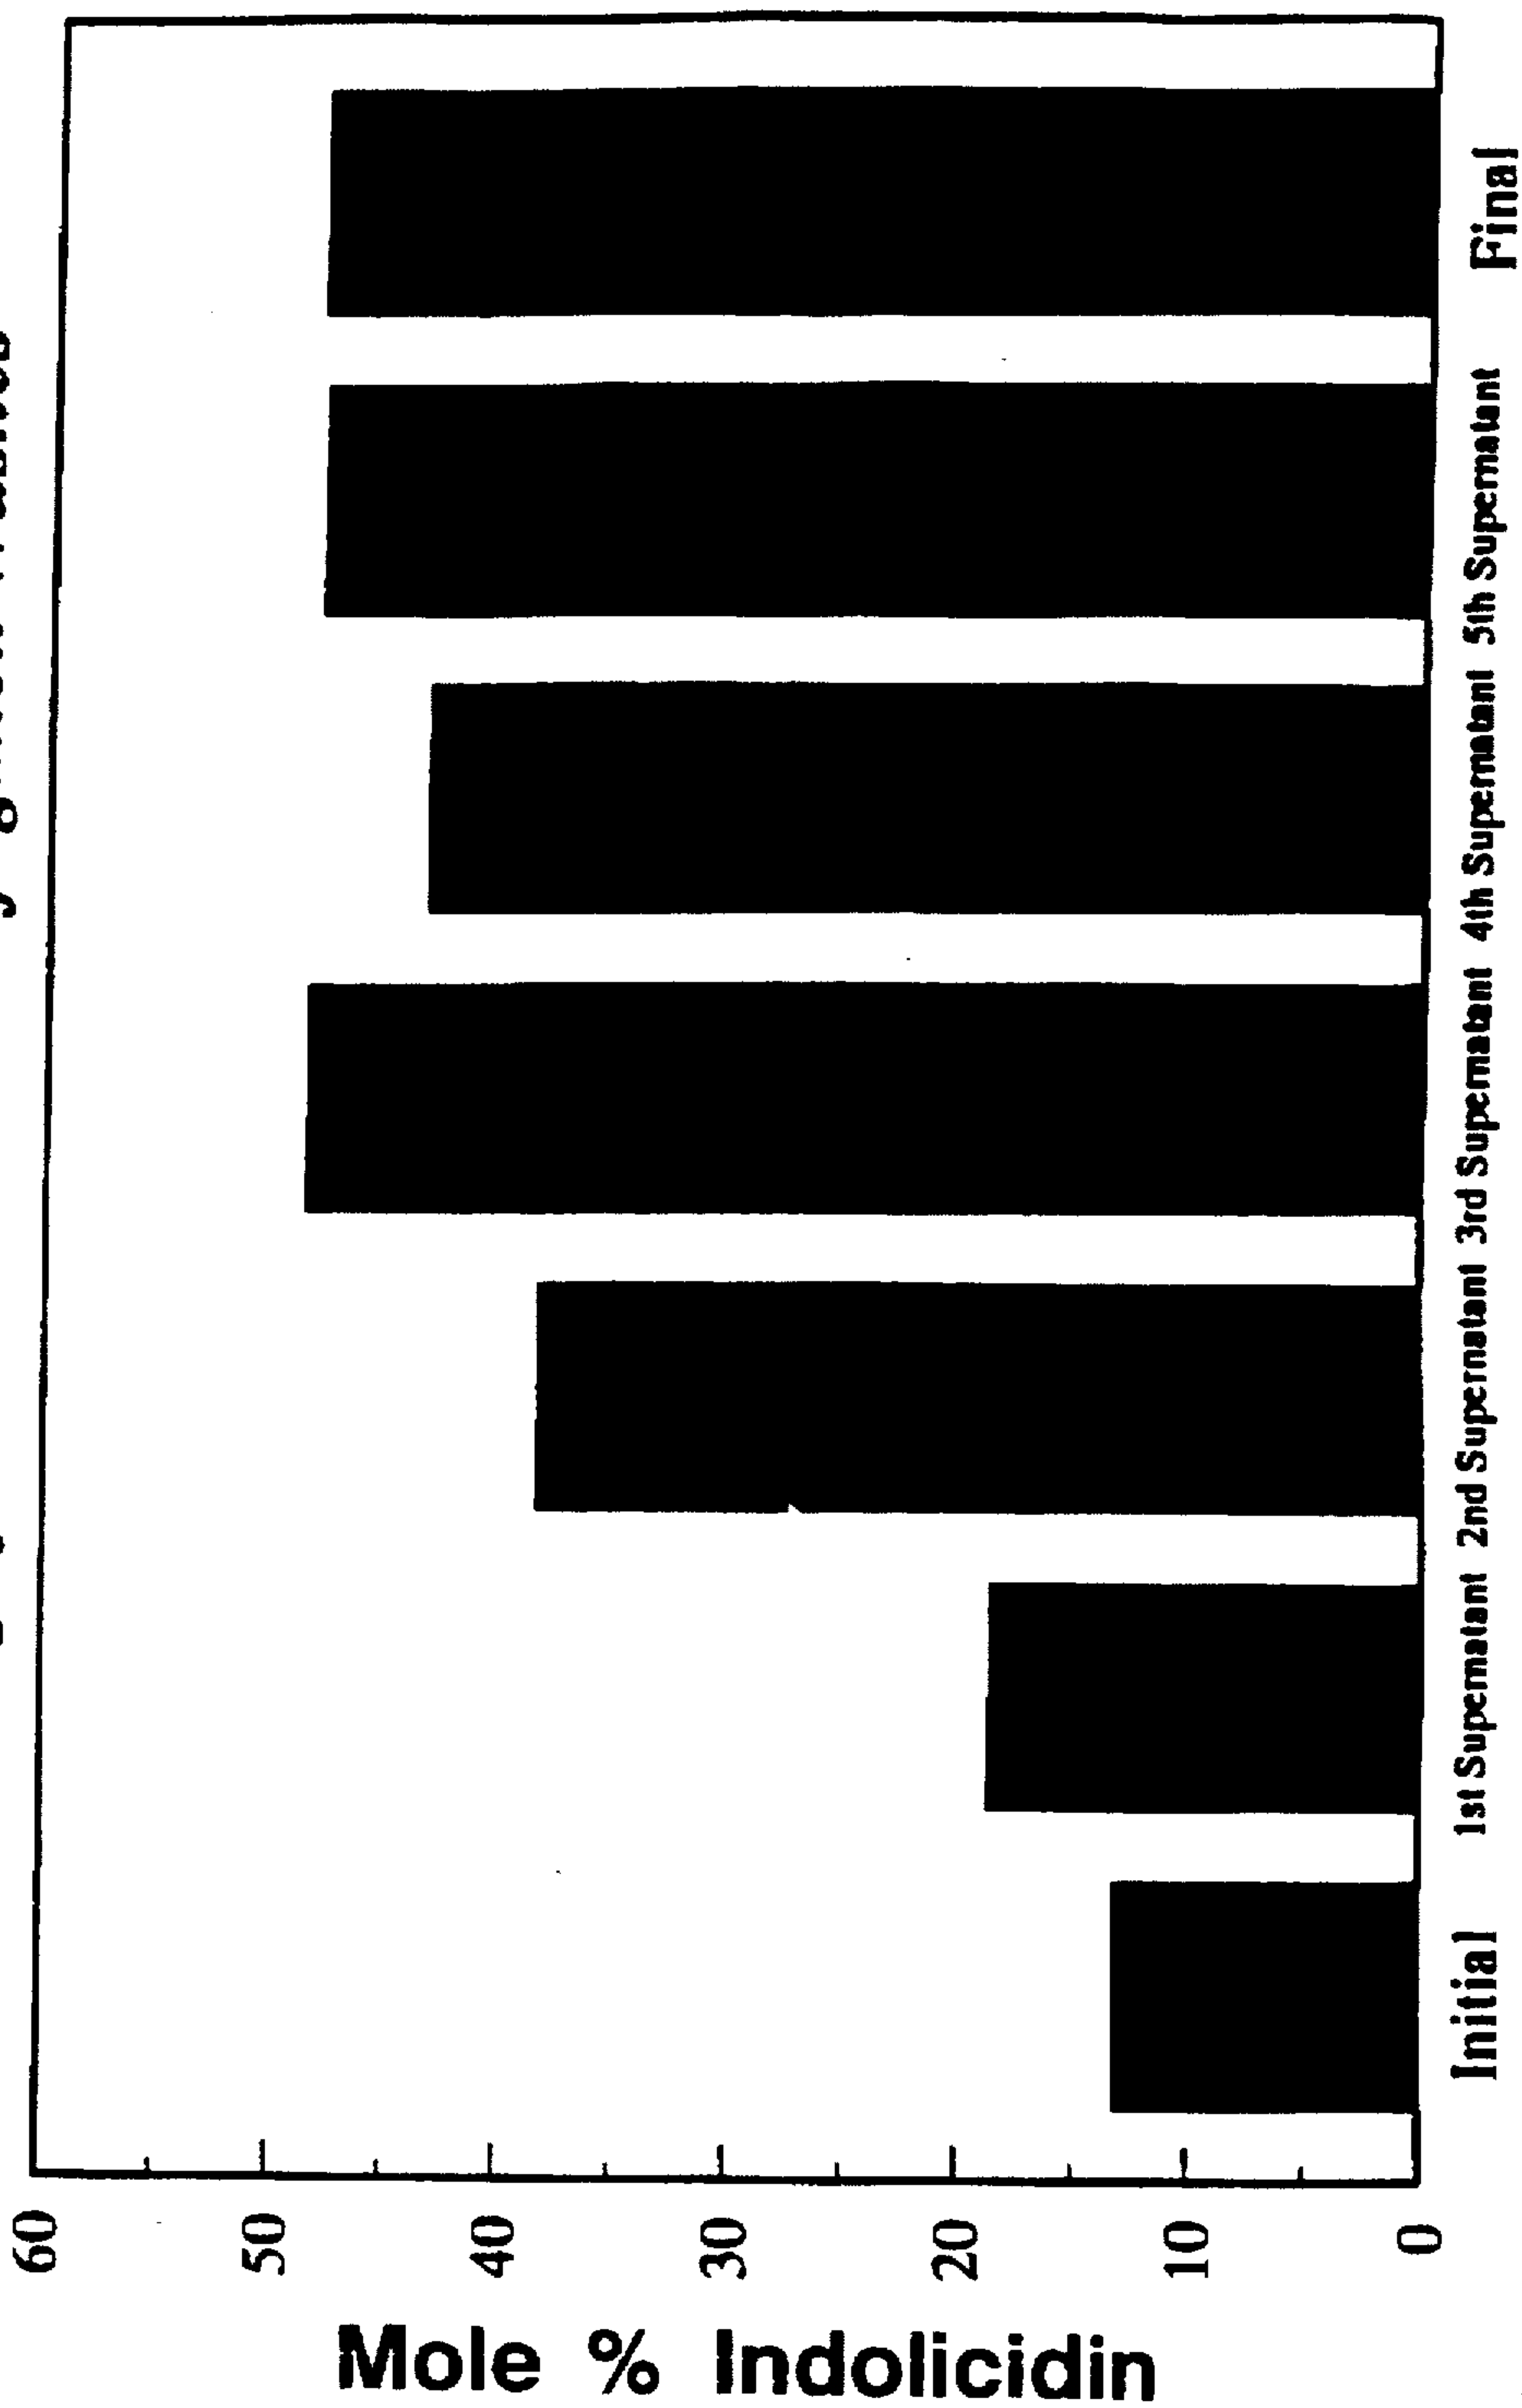 Mole % Indolicidin
60
50
40
30
20
10
0
Initial
1st Supernatant
2nd Supernatant
3rd Supernatant
4th Supernatant
5th Supernatant
Final